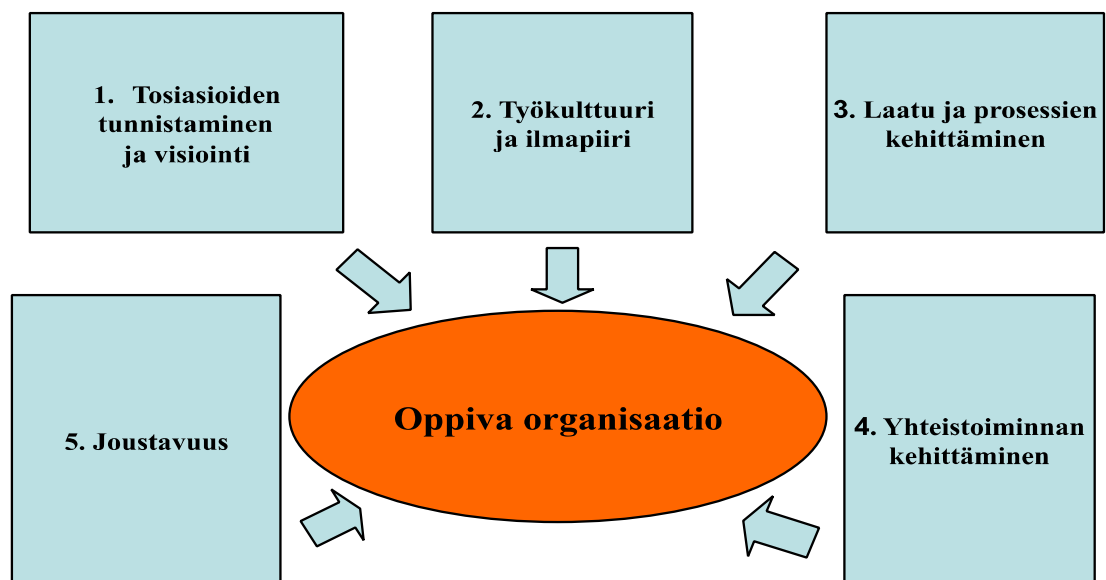 1. Tosiasioiden
tunnistaminen
ja visiointi
2. Työkulttuuri
ja ilmapiiri
3. Laatu ja prosessien
kehittäminen
Oppiva organisaatio
4. Yhteistoiminnan
kehittäminen
5. Joustavuus